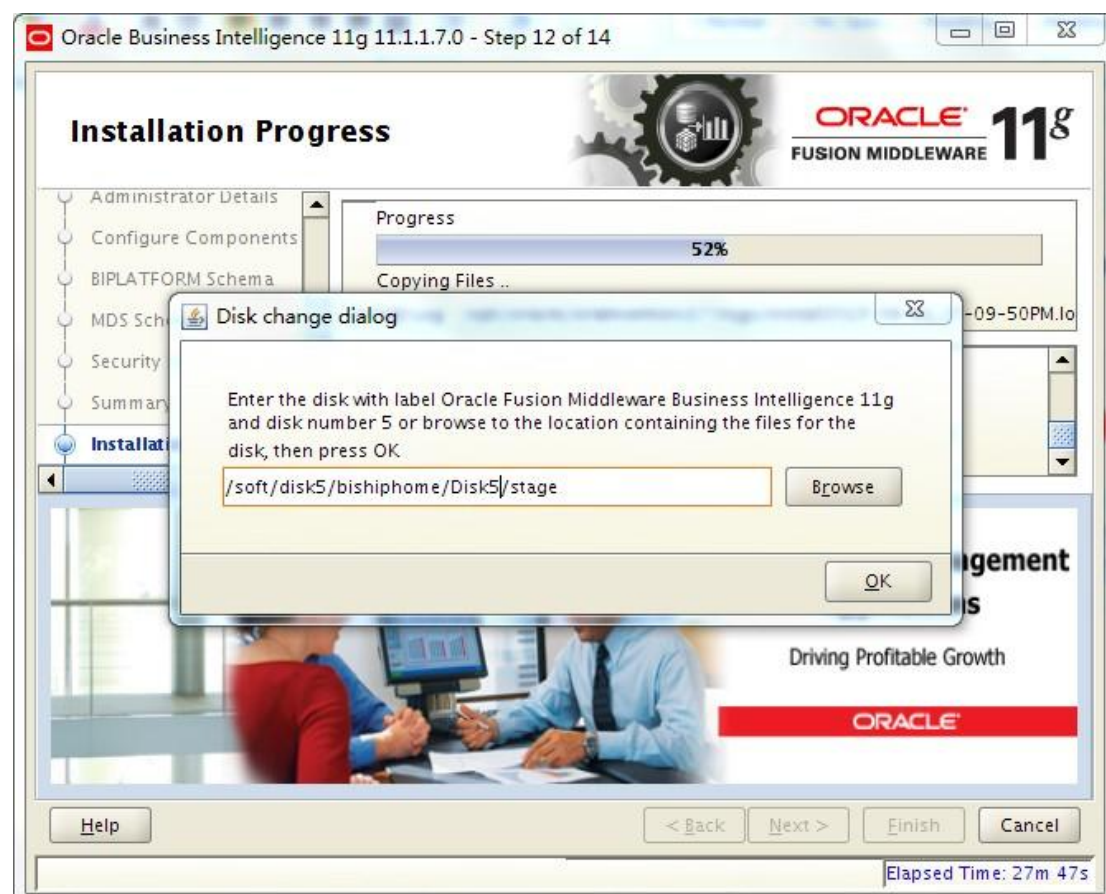 Oracle Business Intelligence 11g 11.1.1.7.0 - Step 12 of 14
Installation Progress
ORACLE
FUSION MIDDLEWARE 11g
Administrator Details
Configure Components
BIPLATFORM Schema
MDS Sch
Security
Summary
Installati
Progress
52%
Copying Files ..
-09-50PM.lo
Disk change dialog
Enter the disk with label Oracle Fusion Middleware Business Intelligence 11g
and disk number 5 or browse to the location containing the files for the
disk, then press OK
/soft/disk5/bishiphome/Disk5/stage
Browse
OK
gement
s
Driving Profitable Growth
ORACLE
Help
< Back Next > Finish Cancel
Elapsed Time: 27m 47s